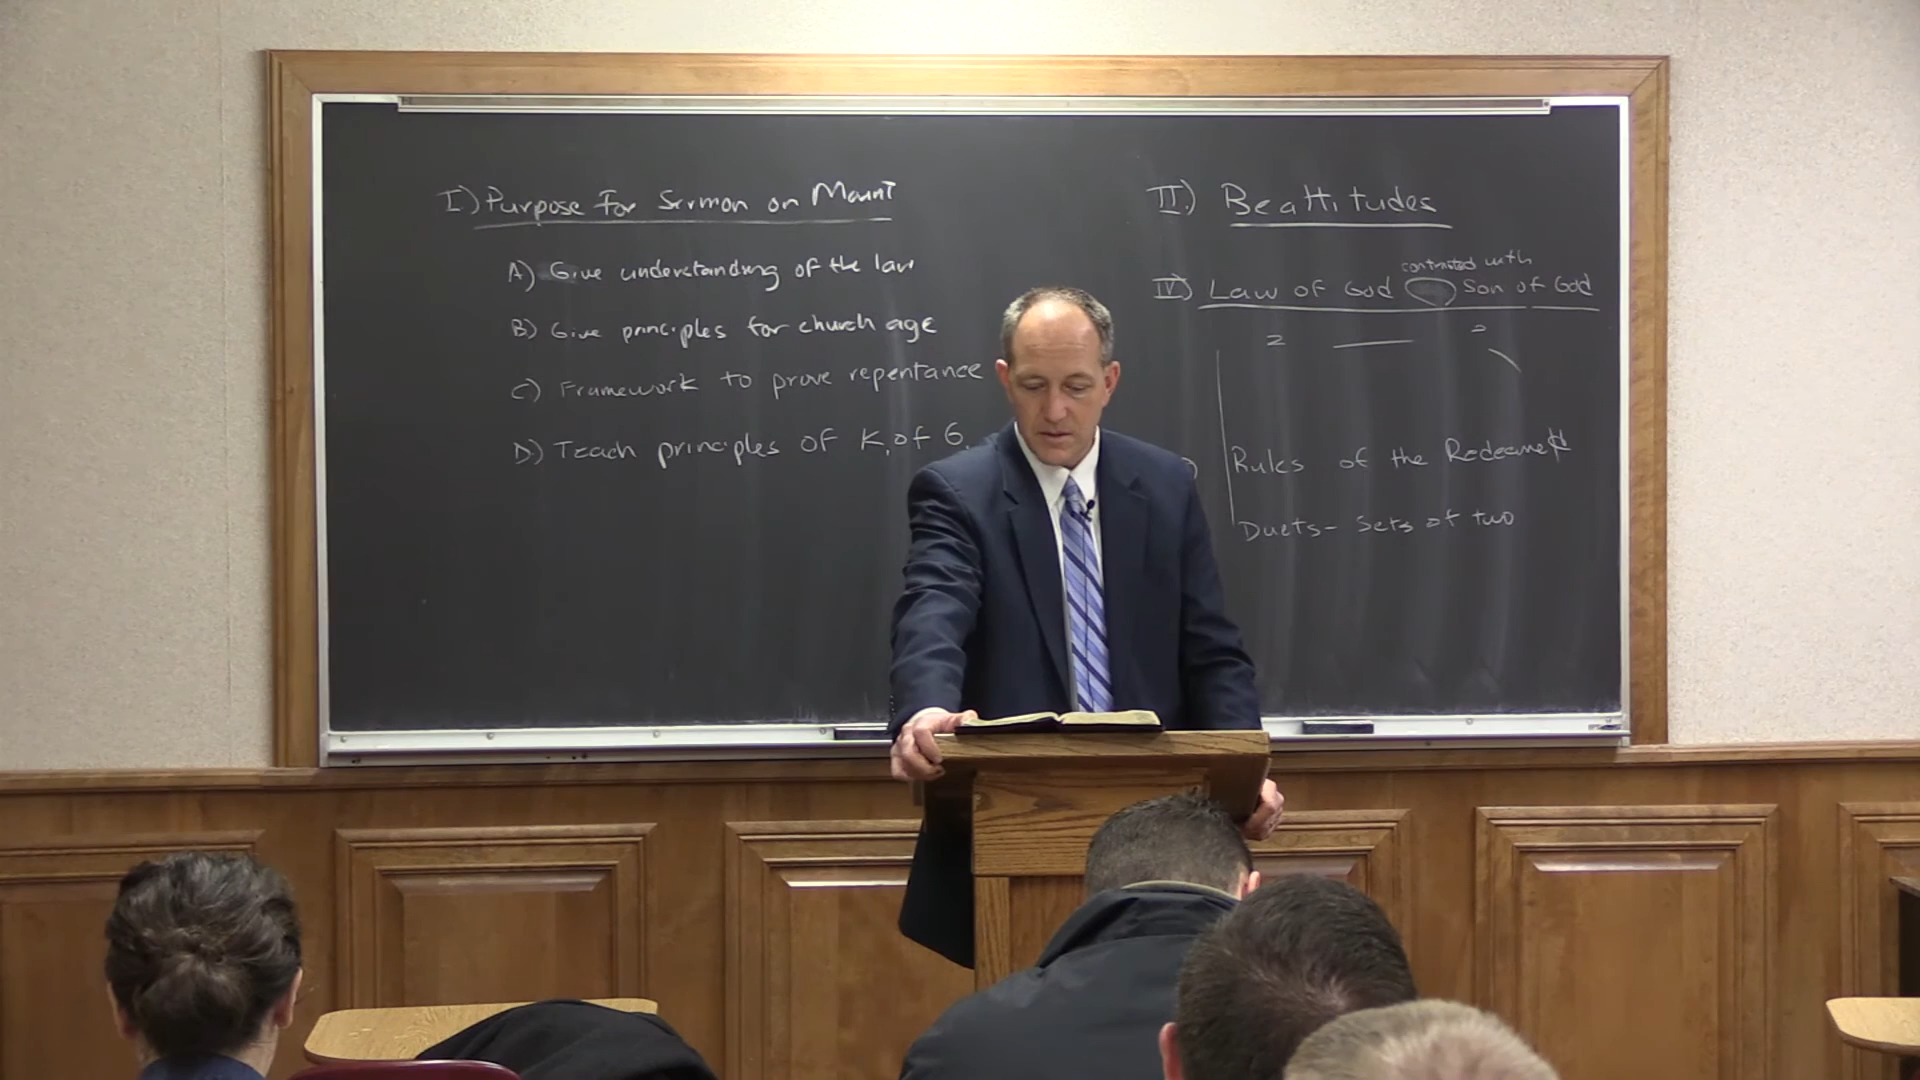 I) Purpose for Sermon on Mount
A) Give understanding of the law
B) Give principles for church age
C) Framework to prove repentance
D) Teach principles of K. of G.
II.) Beattitudes
contrasted with
IV) Law of God Son of God
Rules of the
Duets - Sets of two